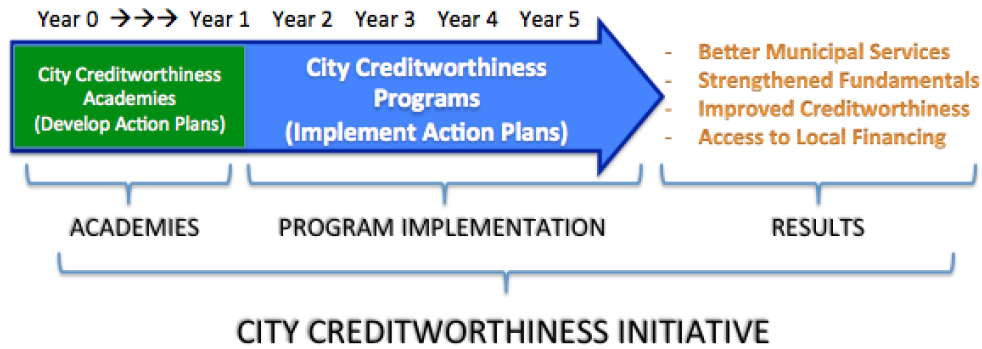 Year 0 →→→ Year 1 Year 2 Year 3 Year 4 Year 5
City Creditworthiness
Academies
(Develop Action Plans)
City Creditworthiness
Programs
(Implement Action Plans)
- Better Municipal Services
- Strengthened Fundamentals
- Improved Creditworthiness
- Access to Local Financing
ACADEMIES
PROGRAM IMPLEMENTATION
RESULTS
CITY CREDITWORTHINESS INITIATIVE